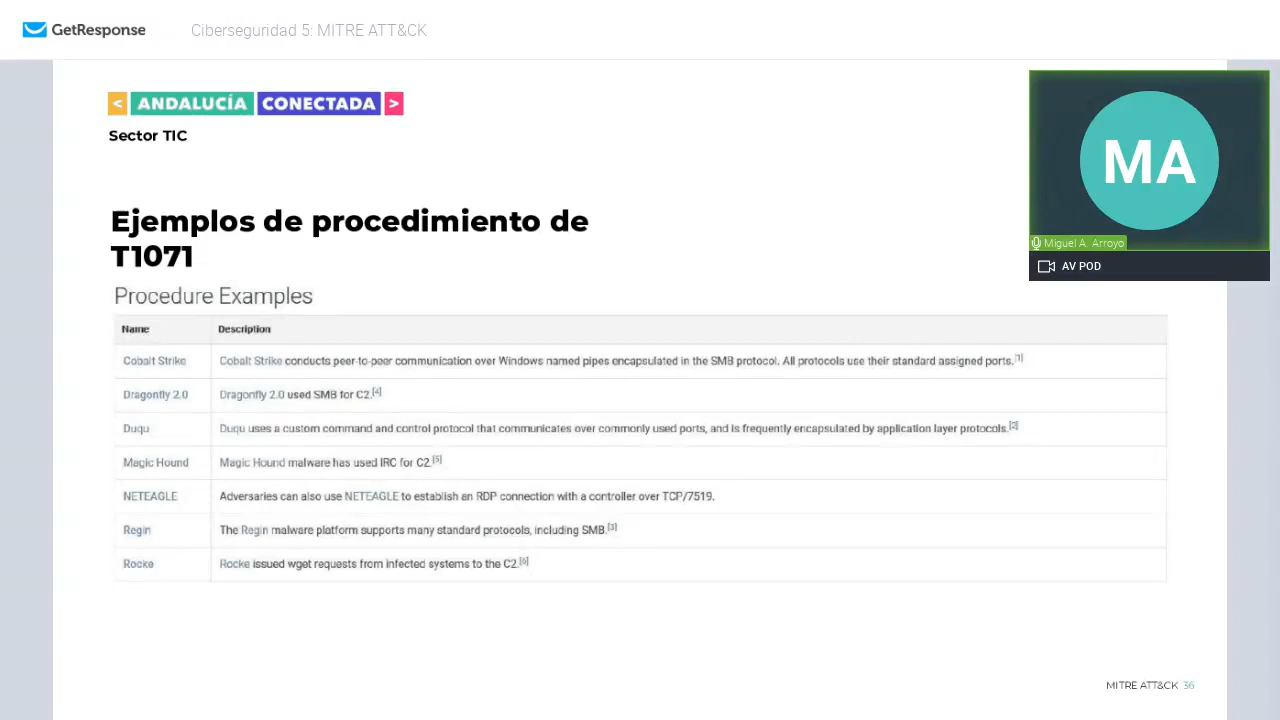 GetResponse
Ciberseguridad 5: MITRE ATT&CK
< ANDALUCÍA CONECTADA >
Sector TIC
MA
Miguel A. Arroyo
AV POD
Ejemplos de procedimiento de
T1071
Procedure Examples
Name Description
Cobalt Strike Cobalt Strike conducts peer-to-peer communication over Windows named pipes encapsulated in the SMB protocol. All protocols use their standard assigned ports.[1]
Dragonfly 2.0 Dragonfly 2.0 used SMB for C2.[4]
Duqu Duqu uses a custom command and control protocol that communicates over commonly used ports, and is frequently encapsulated by application layer protocols.[2]
Magic Hound Magic Hound malware has used IRC for C2.[5]
NETEAGLE Adversaries can also use NETEAGLE to establish an RDP connection with a controller over TCP/7519.
Regin The Regin malware platform supports many standard protocols, including SMB.[3]
Rocke Rocke issued wget requests from infected systems to the C2.[6]
MITRE ATT&CK 36